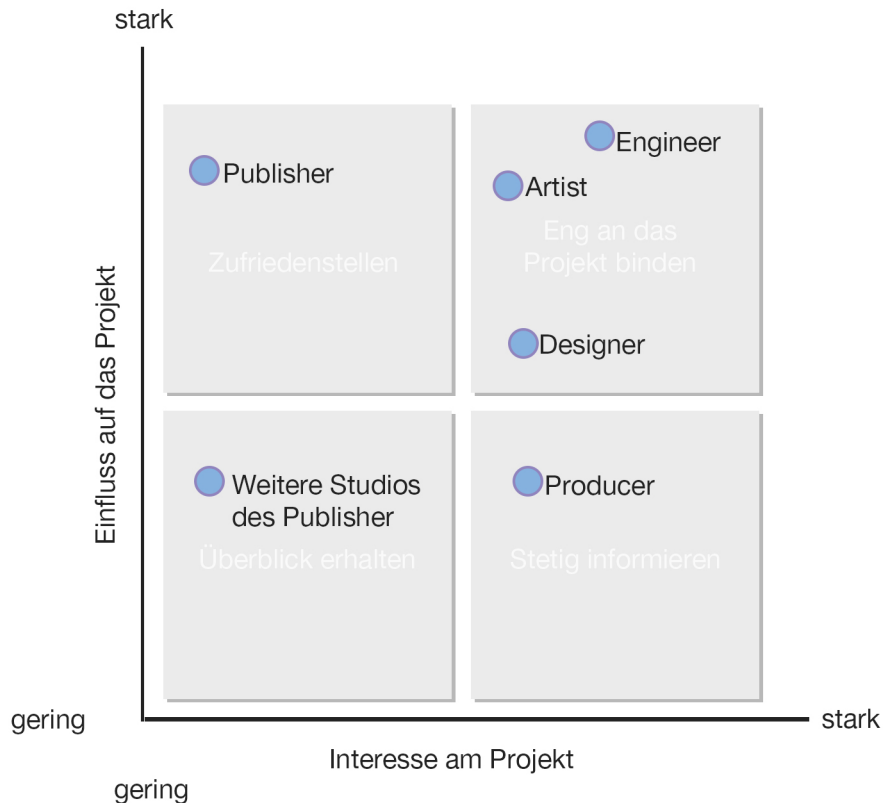 stark
Engineer
Publisher
Artist
Eng an das
Projekt binden
Zufriedenstellen
Einfluss auf das Projekt
Designer
Weitere Studios
des Publisher
Producer
Überblick erhalten
Stetig informieren
gering
stark
Interesse am Projekt
gering